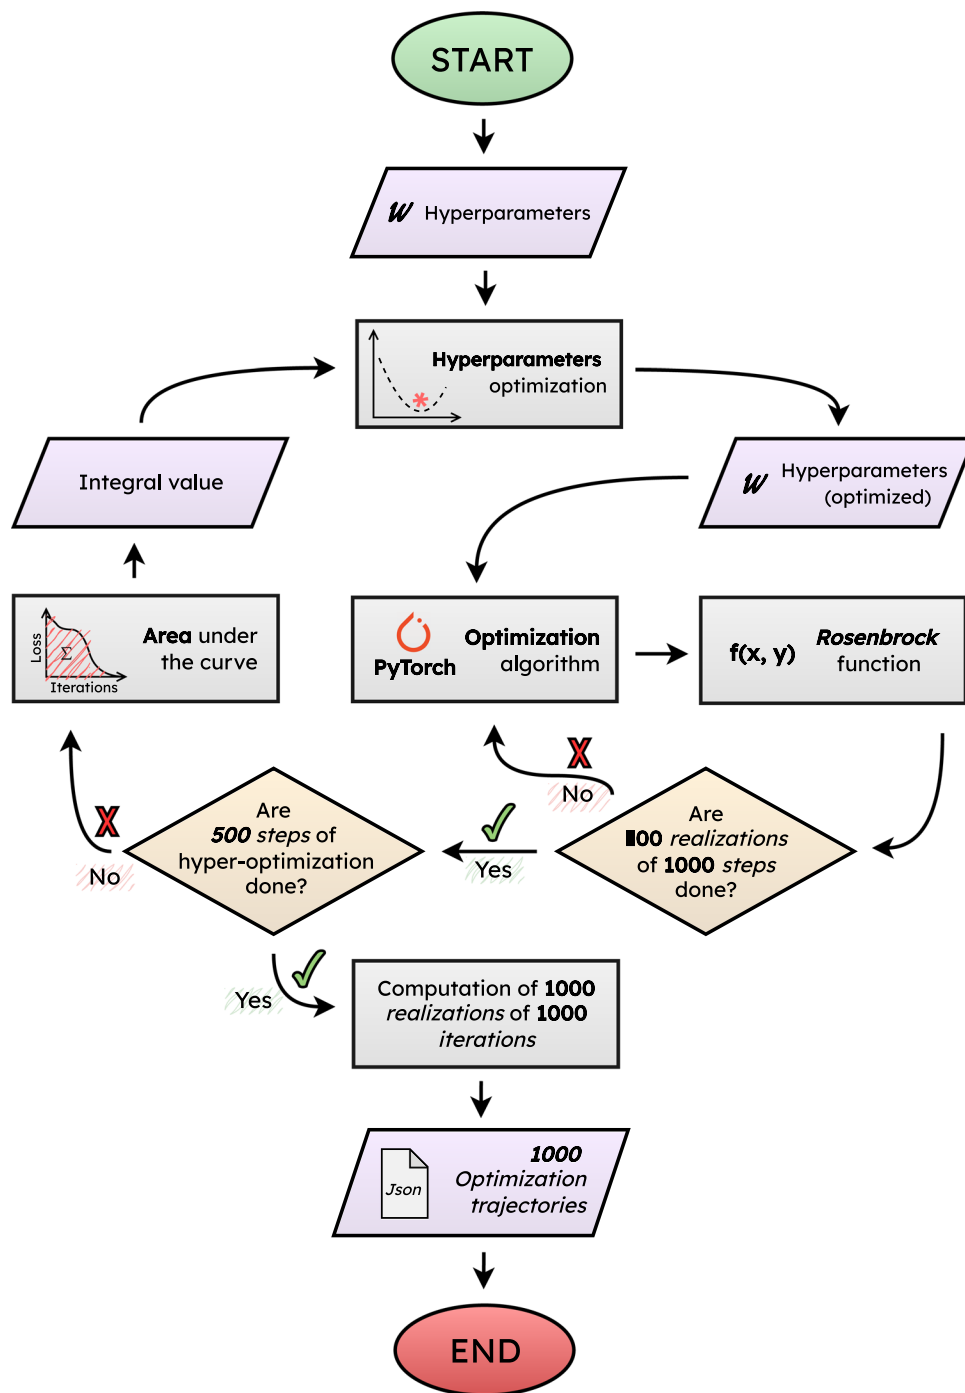 START
W Hyperparameters
Hyperparameters
optimization
Integral value
W Hyperparameters
(optimized)
Loss
Σ
Iterations
Area under
the curve
PyTorch
Optimization
algorithm
f(x, y)
Rosenbrock
function
X
No
Are
500 steps of
hyper-optimization
done?
X
No
Yes
Are
realizations
of 1000 steps
done?
Yes
Computation of 1000
realizations of 1000
iterations
Json
1000
Optimization
trajectories
END